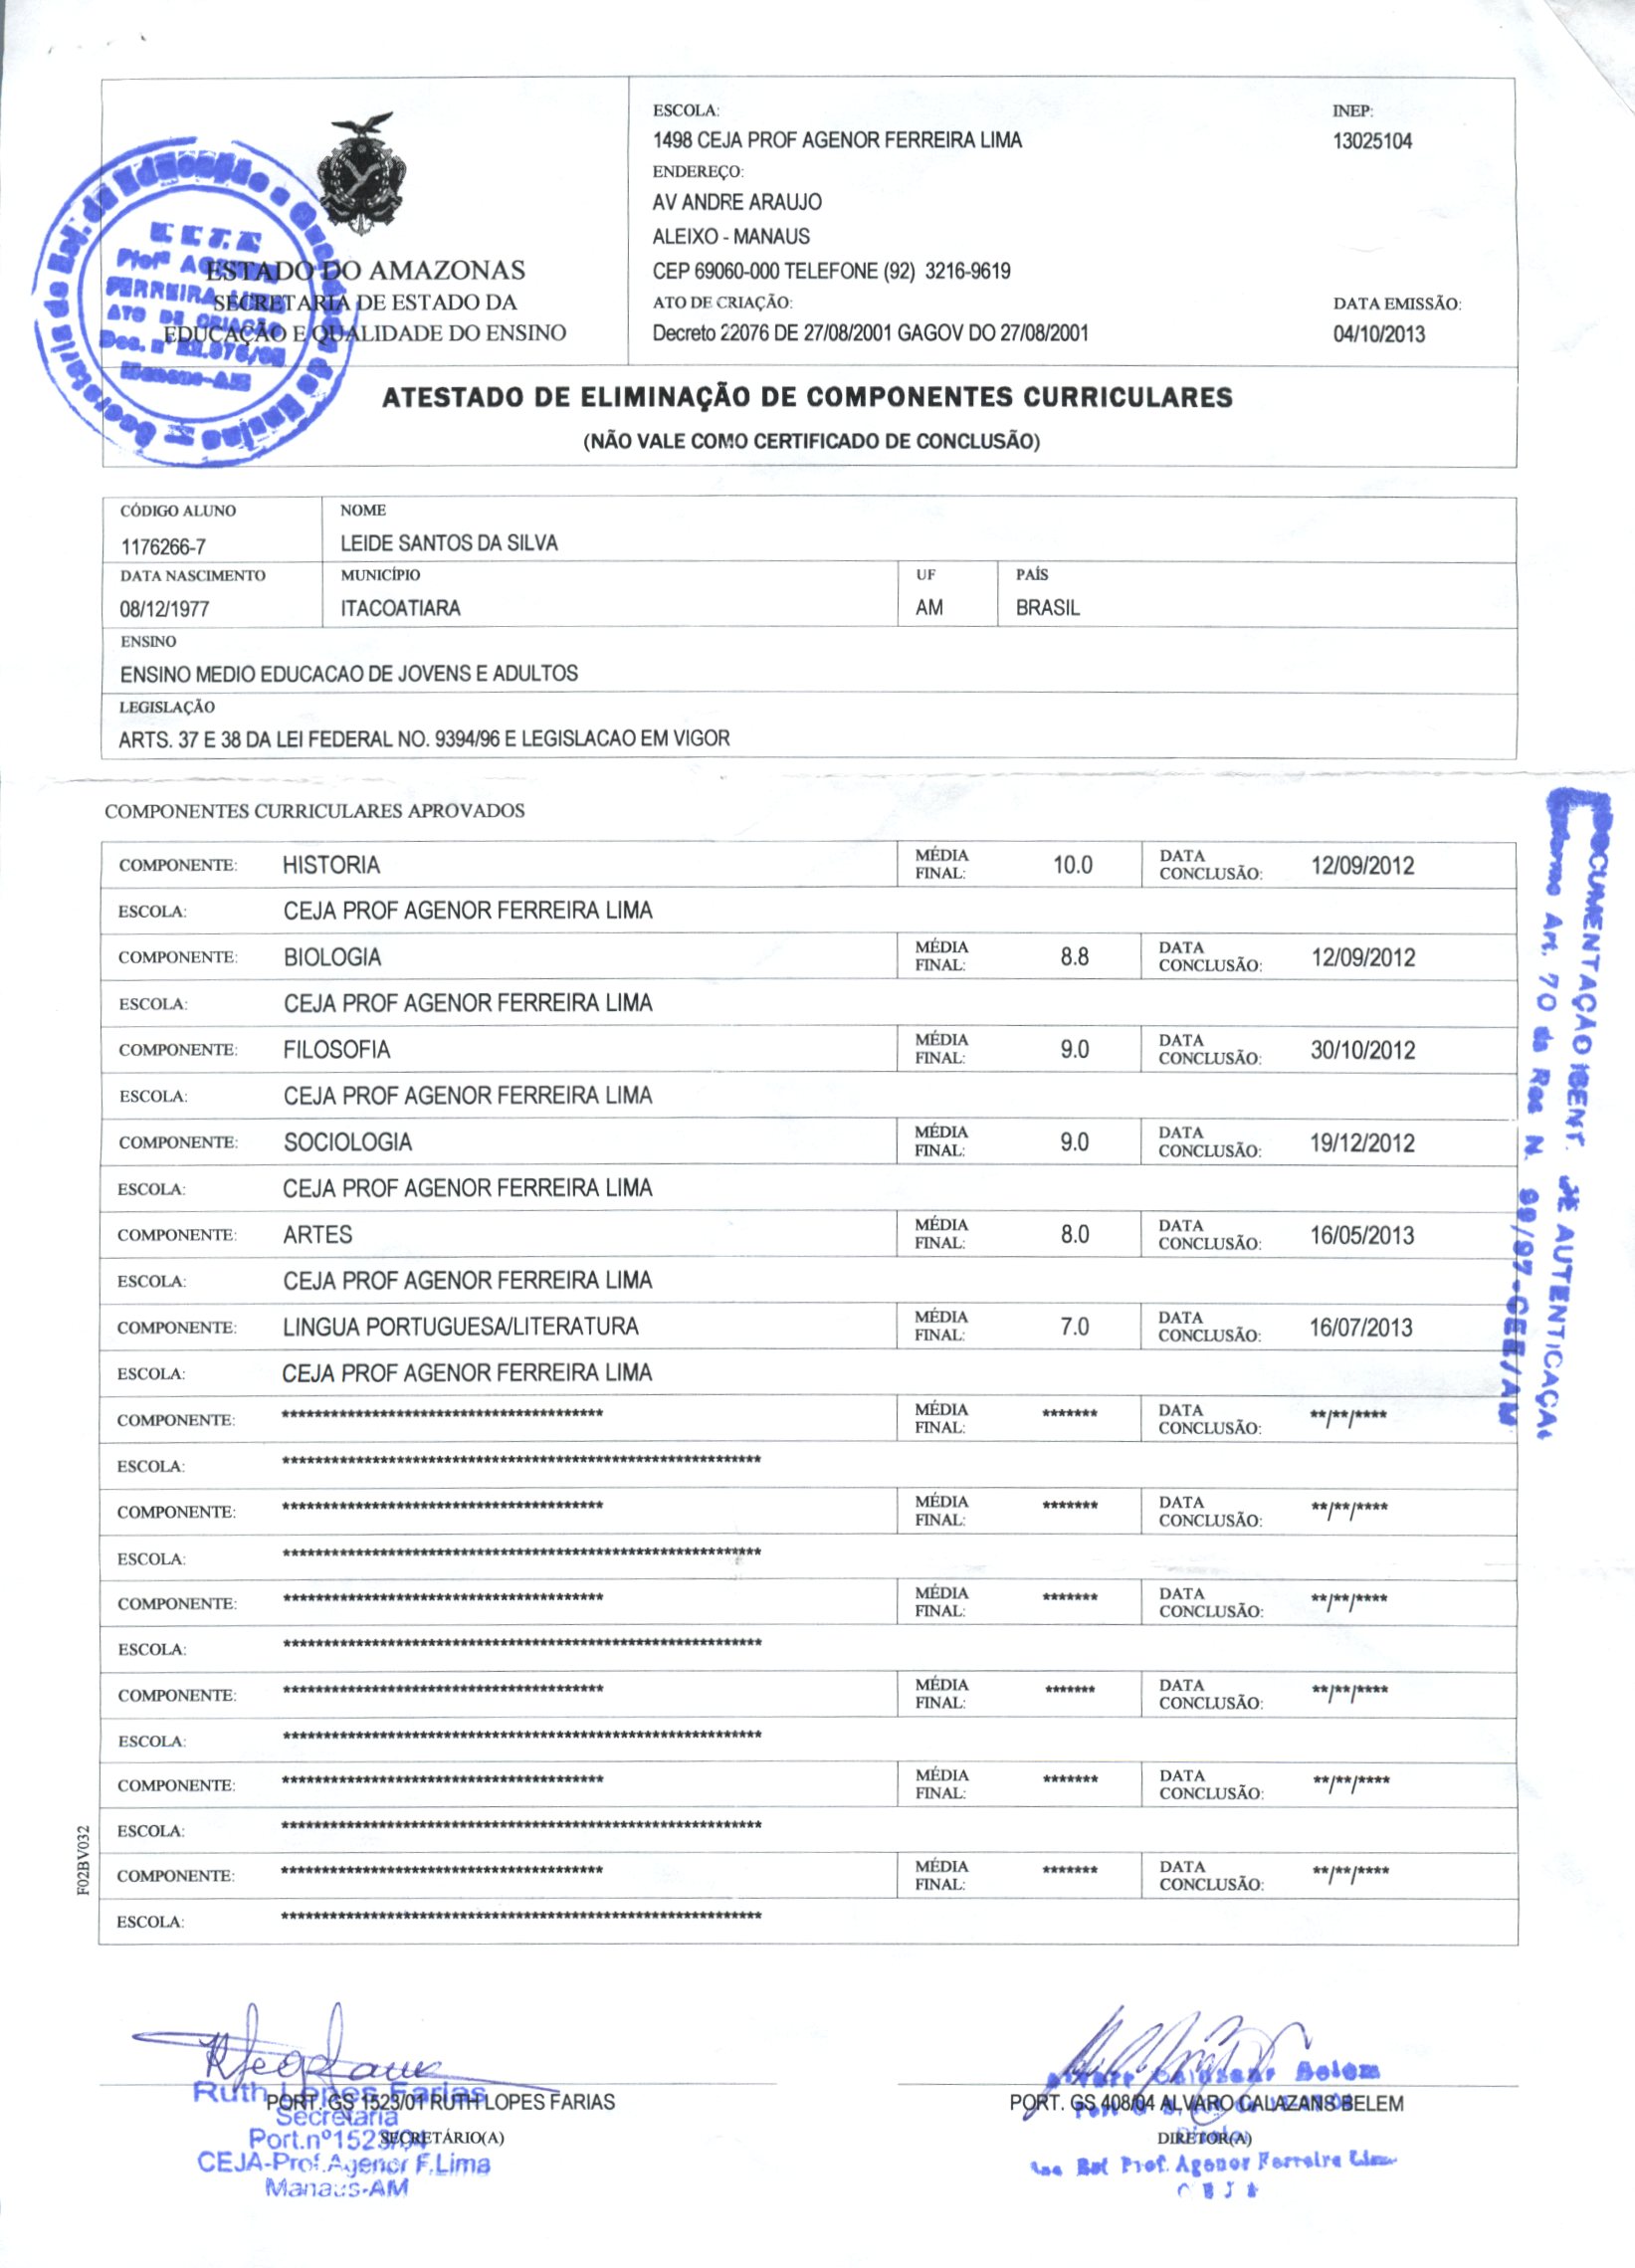 ESTADO DO AMAZONAS
SECRETARIA DE ESTADO DA
EDUCAÇÃO E QUALIDADE DO ENSINO
ESCOLA:
1498 CEJA PROF AGENOR FERREIRA LIMA
INEP:
13025104
ENDEREÇO:
AV ANDRE ARAUJO
ALEIXO - MANAUS
CEP 69060-000 TELEFONE (92) 3216-9619
ATO DE CRIAÇÃO:
Decreto 22076 DE 27/08/2001 GAGOV DO 27/08/2001
DATA EMISSÃO:
04/10/2013
ATESTADO DE ELIMINAÇÃO DE COMPONENTES CURRICULARES
(NÃO VALE COMO CERTIFICADO DE CONCLUSÃO)
CÓDIGO ALUNO NOME
1176266-7 LEIDE SANTOS DA SILVA
DATA NASCIMENTO MUNICÍPIO UF PAÍS
08/12/1977 ITACOATIARA AM BRASIL
ENSINO
ENSINO MEDIO EDUCACAO DE JOVENS E ADULTOS
LEGISLAÇÃO
ARTS. 37 E 38 DA LEI FEDERAL NO. 9394/96 E LEGISLACAO EM VIGOR
COMPONENTES CURRICULARES APROVADOS
COMPONENTE: HISTORIA MÉDIA FINAL: 10.0 DATA CONCLUSÃO: 12/09/2012
ESCOLA: CEJA PROF AGENOR FERREIRA LIMA
COMPONENTE: BIOLOGIA MÉDIA FINAL: 8.8 DATA CONCLUSÃO: 12/09/2012
ESCOLA: CEJA PROF AGENOR FERREIRA LIMA
COMPONENTE: FILOSOFIA MÉDIA FINAL: 9.0 DATA CONCLUSÃO: 30/10/2012
ESCOLA: CEJA PROF AGENOR FERREIRA LIMA
COMPONENTE: SOCIOLOGIA MÉDIA FINAL: 9.0 DATA CONCLUSÃO: 19/12/2012
ESCOLA: CEJA PROF AGENOR FERREIRA LIMA
COMPONENTE: ARTES MÉDIA FINAL: 8.0 DATA CONCLUSÃO: 16/05/2013
ESCOLA: CEJA PROF AGENOR FERREIRA LIMA
COMPONENTE: LINGUA PORTUGUESA/LITERATURA MÉDIA FINAL: 7.0 DATA CONCLUSÃO: 16/07/2013
ESCOLA: CEJA PROF AGENOR FERREIRA LIMA
COMPONENTE: **************************************** MÉDIA FINAL: ******* DATA CONCLUSÃO: **/**/****
ESCOLA: ************************************************************
COMPONENTE: **************************************** MÉDIA FINAL: ******* DATA CONCLUSÃO: **/**/****
ESCOLA: ************************************************************
COMPONENTE: **************************************** MÉDIA FINAL: ******* DATA CONCLUSÃO: **/**/****
ESCOLA: ************************************************************
COMPONENTE: **************************************** MÉDIA FINAL: ******* DATA CONCLUSÃO: **/**/****
ESCOLA: ************************************************************
COMPONENTE: **************************************** MÉDIA FINAL: ******* DATA CONCLUSÃO: **/**/****
ESCOLA: ************************************************************
COMPONENTE: **************************************** MÉDIA FINAL: ******* DATA CONCLUSÃO: **/**/****
ESCOLA: ************************************************************
F02BV032
DOCUMENTAÇÃO AUTENTICAÇÃ
Art. 70 da Res N. 99/97-CEE/AM
PORT. GS 1523/01 RUTH LOPES FARIAS
SECRETÁRIO(A)
Ruth Lopes Farias
Secretaria
Port.nº1523/
CEJA-Prof.Agenor F.Lima
Manaus-AM
PORT. GS 408/04 ALVARO CALAZANS BELEM
DIRETOR(A)
Belem
Prof. Agenor Ferreira Lima